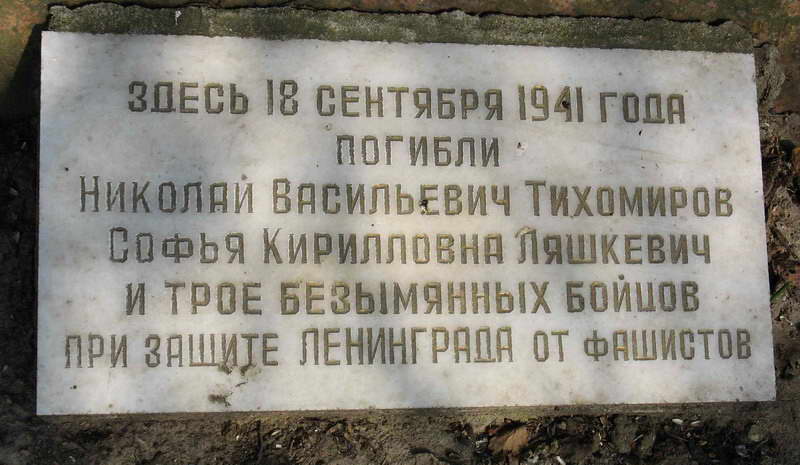 ЗДЕСЬ 18 СЕНТЯБРЯ 1941 ГОДА
ПОГИБЛИ
НИКОЛАЙ ВАСИЛЬЕВИЧ ТИХОМИРОВ
СОФЬЯ КИРИЛЛОВНА ЛЯШКЕВИЧ
И ТРОЕ БЕЗЫМЯННЫХ БОЙЦОВ
ПРИ ЗАЩИТЕ ЛЕНИНГРАДА ОТ ФАШИСТОВ